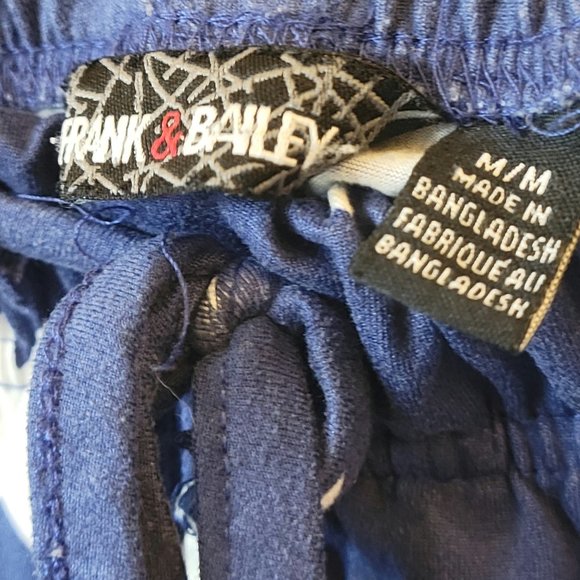 FRANK & BAILEY
M/M
MADE IN
BANGLADESH
FABRIQUÉ AU
BANGLADESH